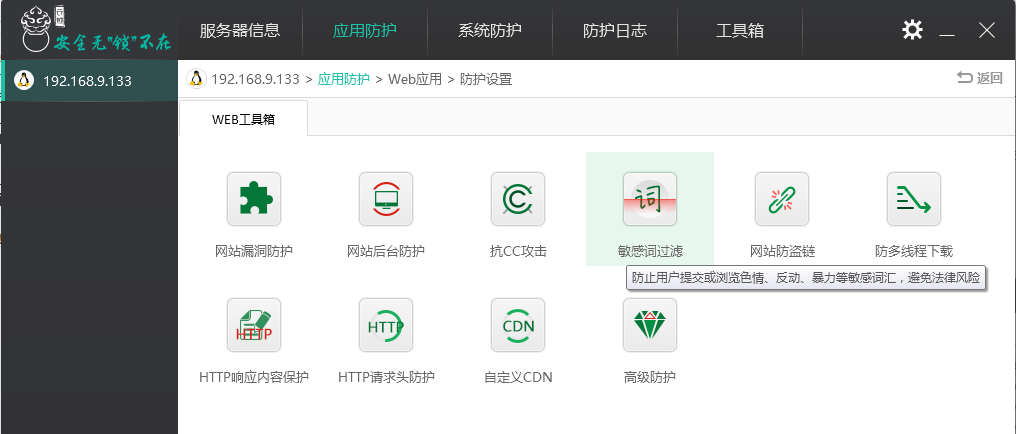 安全无“锁”不在
服务器信息 应用防护 系统防护 防护日志 工具箱
192.168.9.133
192.168.9.133 > 应用防护 > Web应用 > 防护设置
返回
WEB工具箱
词
网站漏洞防护 网站后台防护 抗CC攻击 敏感词过滤 网站防盗链 防多线程下载
防止用户提交或浏览色情、反动、暴力等敏感词汇，避免法律风险
HTTP HTTP CDN
HTTP响应内容保护 HTTP请求头防护 自定义CDN 高级防护